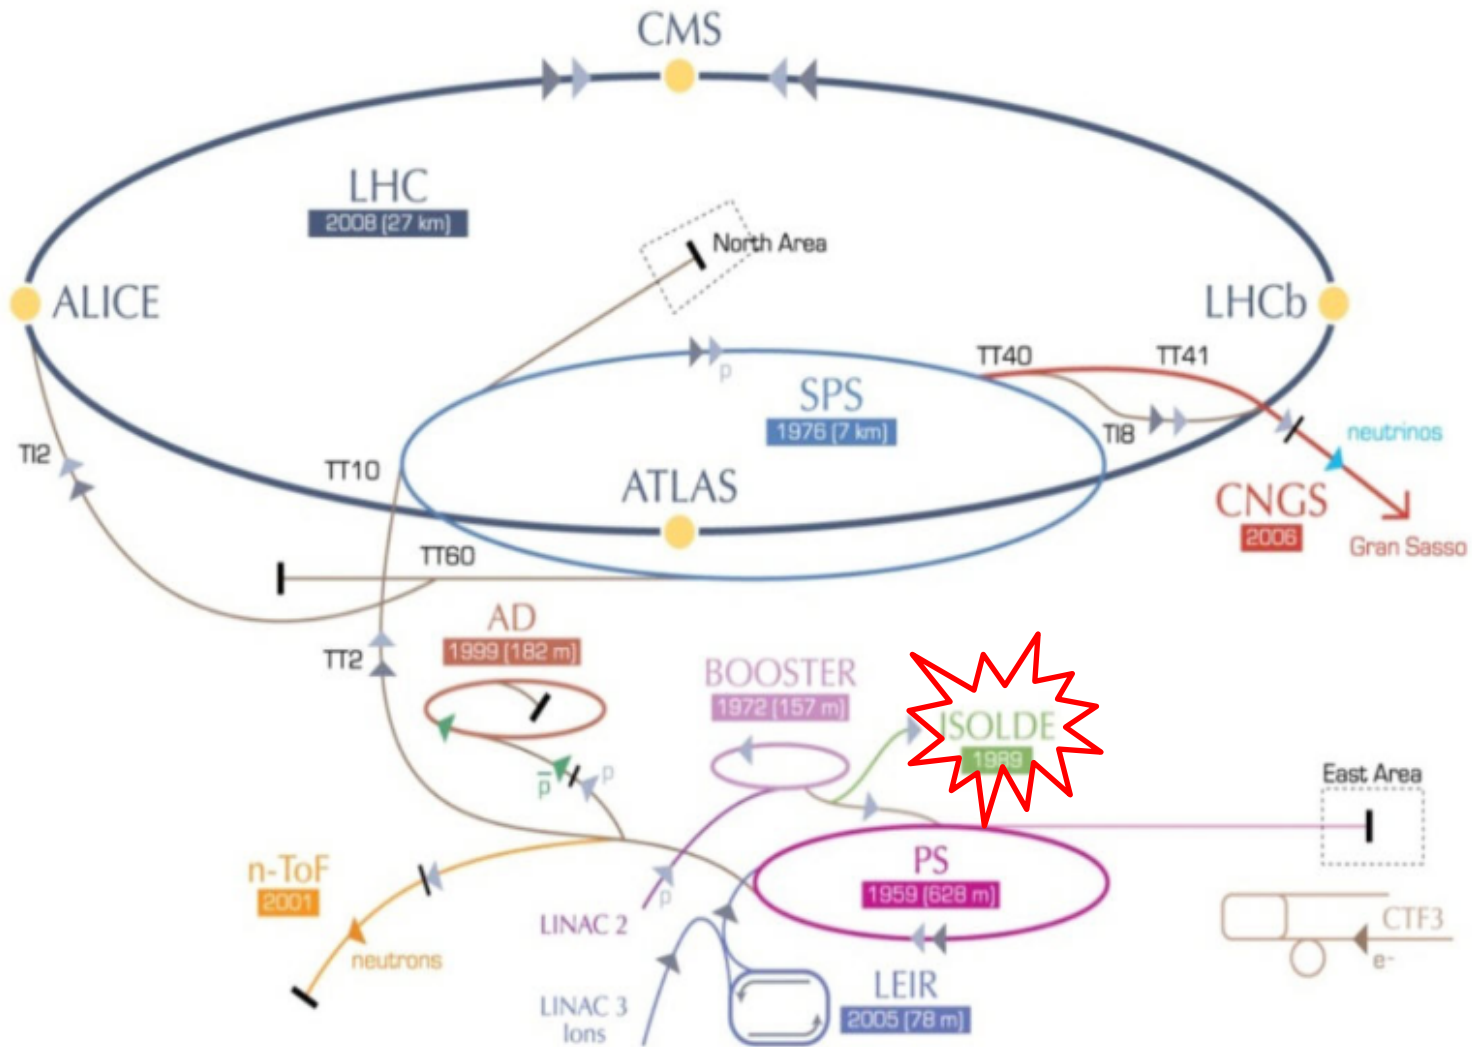 CMS
LHC
2008 (27 km)
North Area
ALICE
LHCb
TT40
TT41
p
SPS
1976 (7 km)
TI8
neutrinos
TI2
TT10
ATLAS
CNGS
2006
Gran Sasso
TT60
AD
1999 (182 m)
TT2
BOOSTER
1972 (157 m)
ISOLDE
1989
p
p
East Area
n-ToF
2001
PS
1959 (628 m)
p
LINAC 2
CTF3
neutrons
e-
LEIR
2005 (78 m)
LINAC 3
Ions